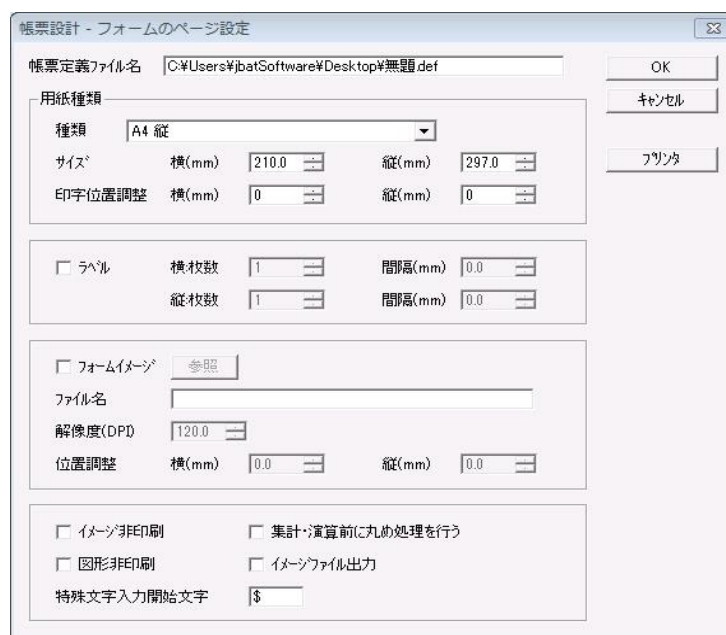 帳票設計 - フォームのページ設定
帳票定義ファイル名 C:¥Users¥jbatSoftware¥Desktop¥無題.def OK
用紙種類 キャンセル
種類 A4 縦
サイズ 横(mm) 210.0 縦(mm) 297.0 プリンタ
印字位置調整 横(mm) 0 縦(mm) 0
ラベル 横:枚数 1 間隔(mm) 0.0
縦:枚数 1 間隔(mm) 0.0
フォームイメージ 参照
ファイル名
解像度(DPI) 120.0
位置調整 横(mm) 0.0 縦(mm) 0.0
イメージ非印刷 集計・演算前に丸め処理を行う
図形非印刷 イメージファイル出力
特殊文字入力開始文字 $